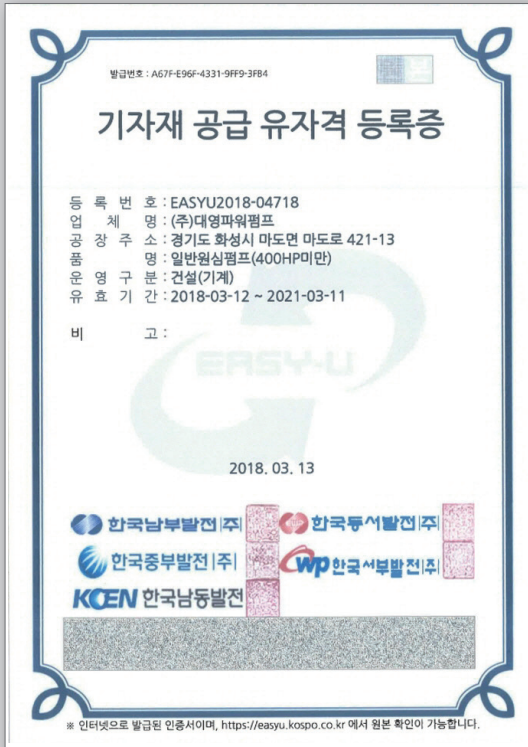 발급번호 : A67F-E96F-4331-9FF9-3FB4
기자재 공급 유자격 등록증
등 록 번 호 : EASYU2018-04718
업 체 명 : (주)대영파워펌프
공 장 주 소 : 경기도 화성시 마도면 마도로 421-13
품 명 : 일반원심펌프(400HP미만)
운 영 구 분 : 건설(기계)
유 효 기 간 : 2018-03-12 ~ 2021-03-11
비 고 :
EASY-U
2018. 03. 13
한국남부발전(주) 한국동서발전(주)
한국중부발전(주) WP 한국서부발전(주)
KOEN 한국남동발전
※ 인터넷으로 발급된 인증서이며, https://easyu.kospo.co.kr 에서 원본 확인이 가능합니다.